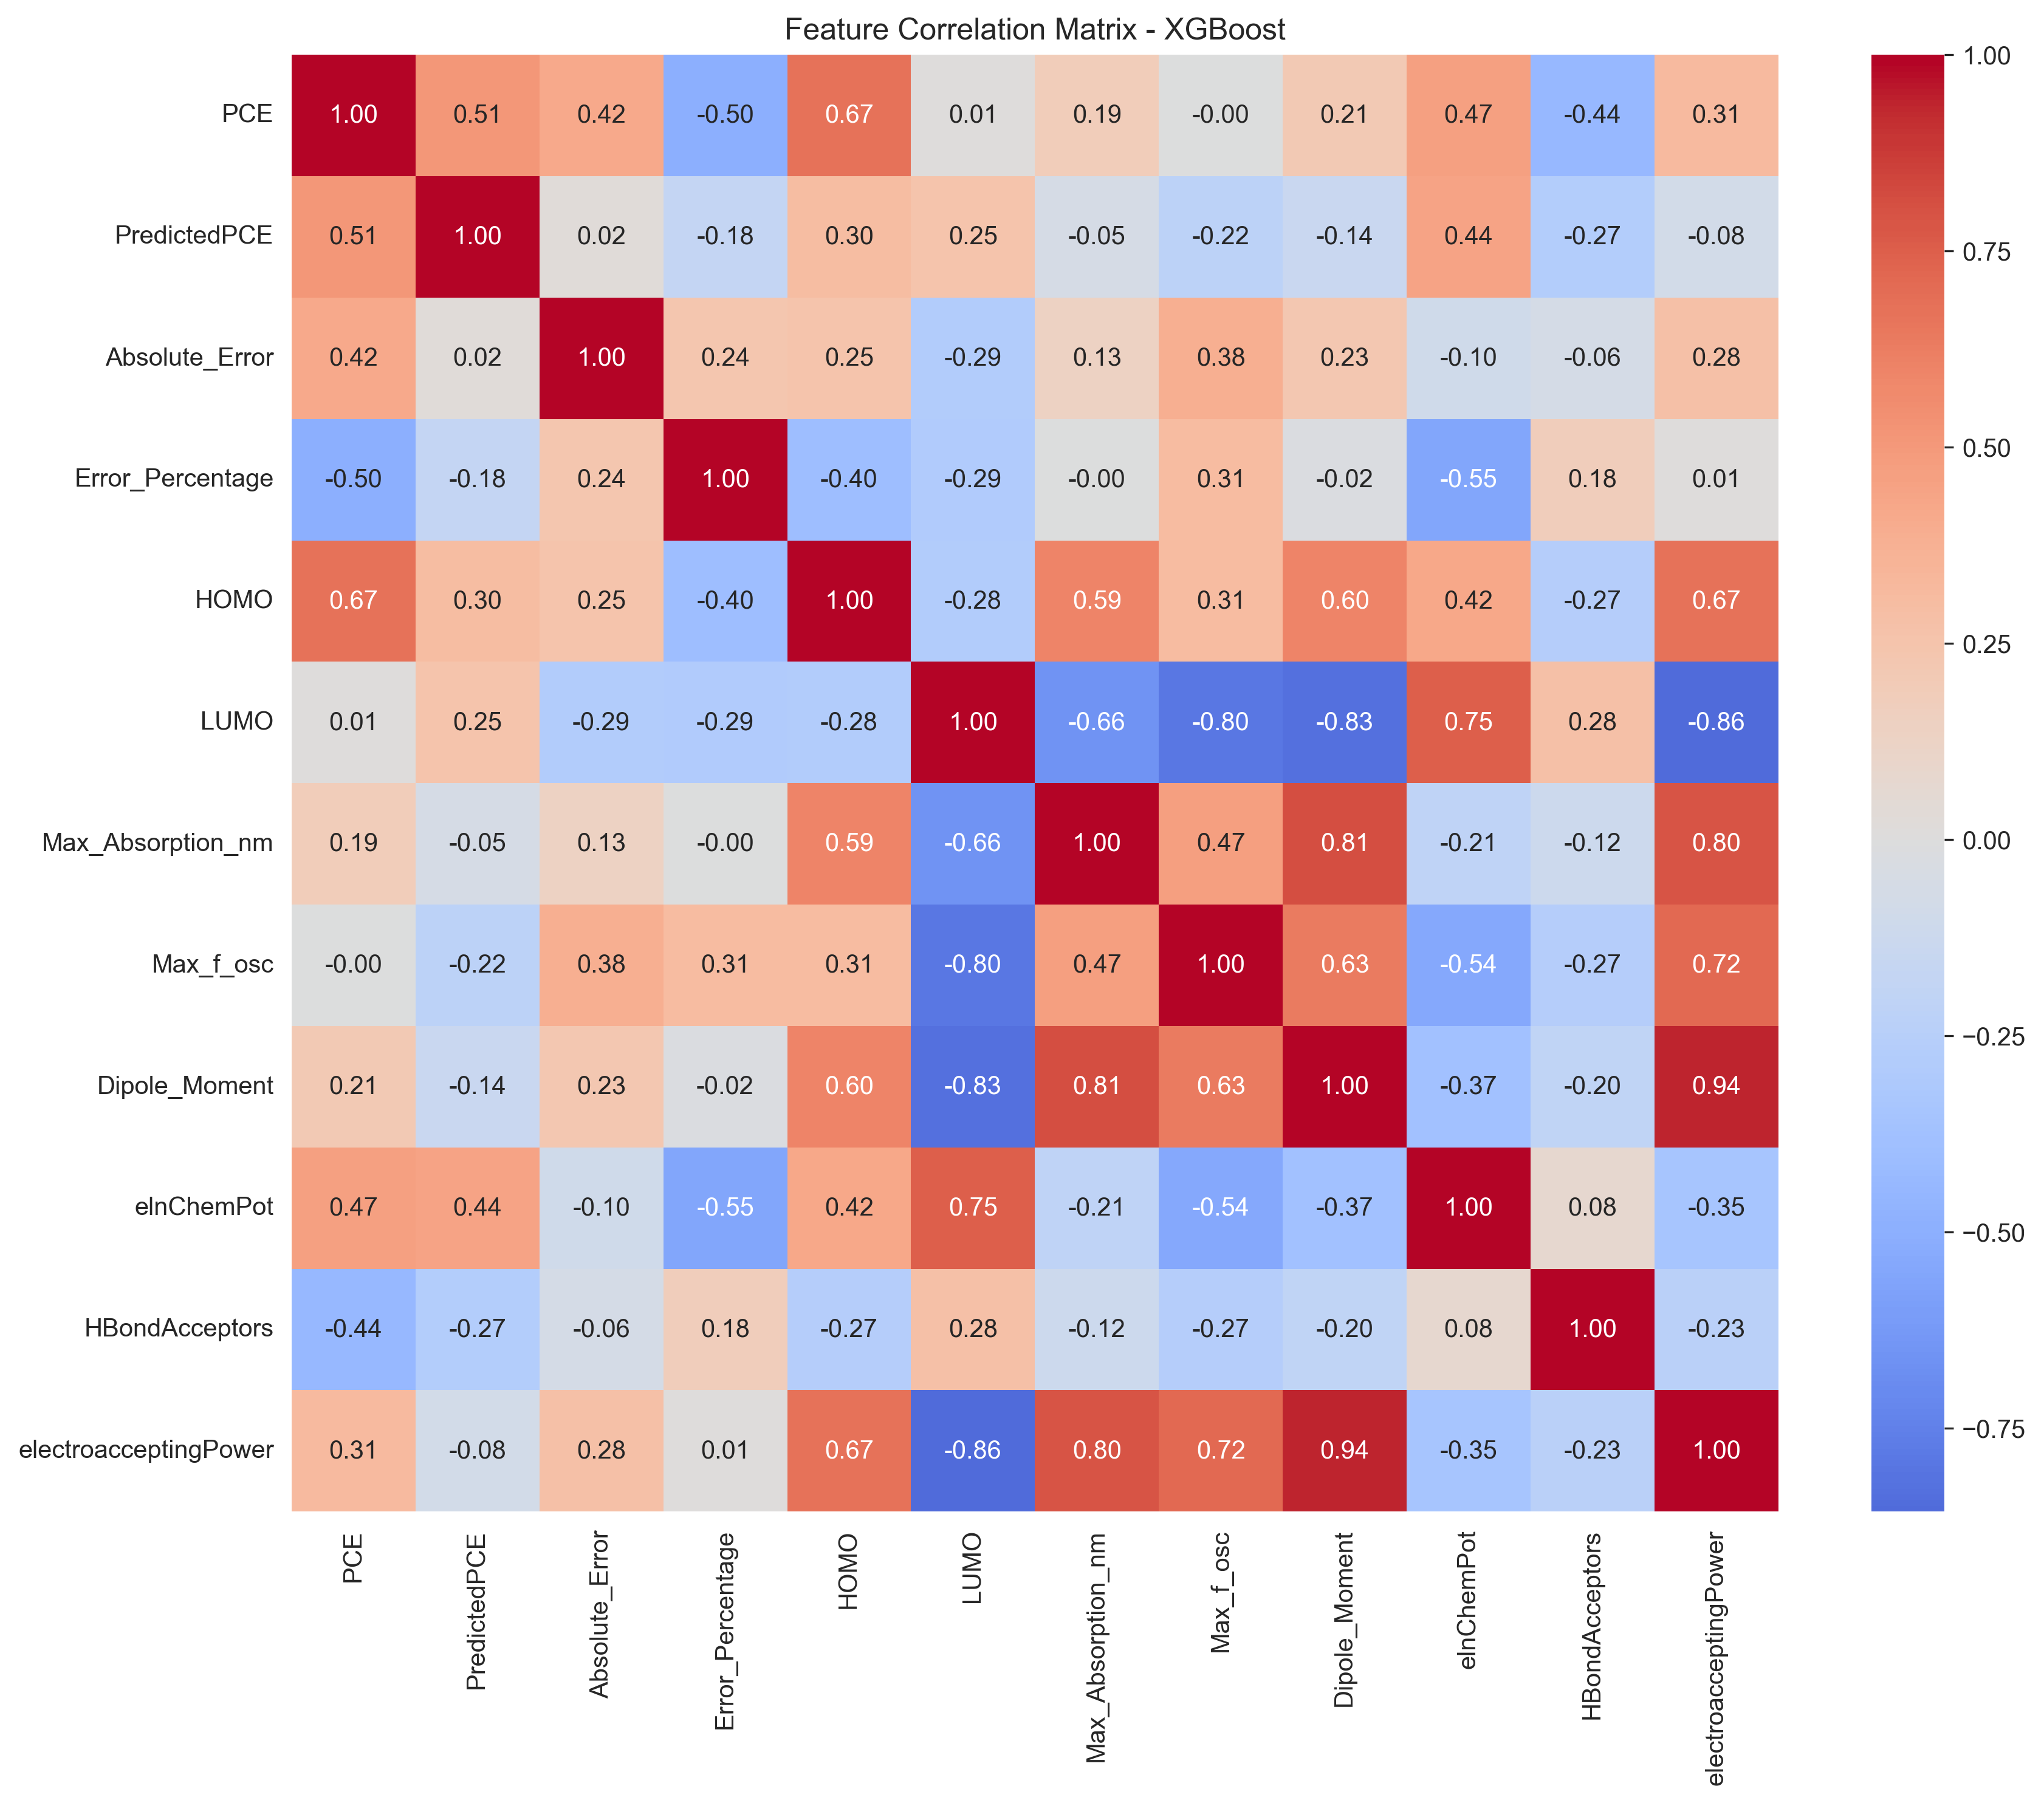 Feature Correlation Matrix - XGBoost
PCE 1.00 0.51 0.42 -0.50 0.67 0.01 0.19 -0.00 0.21 0.47 -0.44 0.31
PredictedPCE 0.51 1.00 0.02 -0.18 0.30 0.25 -0.05 -0.22 -0.14 0.44 -0.27 -0.08
Absolute_Error 0.42 0.02 1.00 0.24 0.25 -0.29 0.13 0.38 0.23 -0.10 -0.06 0.28
Error_Percentage -0.50 -0.18 0.24 1.00 -0.40 -0.29 -0.00 0.31 -0.02 -0.55 0.18 0.01
HOMO 0.67 0.30 0.25 -0.40 1.00 -0.28 0.59 0.31 0.60 0.42 -0.27 0.67
LUMO 0.01 0.25 -0.29 -0.29 -0.28 1.00 -0.66 -0.80 -0.83 0.75 0.28 -0.86
Max_Absorption_nm 0.19 -0.05 0.13 -0.00 0.59 -0.66 1.00 0.47 0.81 -0.21 -0.12 0.80
Max_f_osc -0.00 -0.22 0.38 0.31 0.31 -0.80 0.47 1.00 0.63 -0.54 -0.27 0.72
Dipole_Moment 0.21 -0.14 0.23 -0.02 0.60 -0.83 0.81 0.63 1.00 -0.37 -0.20 0.94
elnChemPot 0.47 0.44 -0.10 -0.55 0.42 0.75 -0.21 -0.54 -0.37 1.00 0.08 -0.35
HBondAcceptors -0.44 -0.27 -0.06 0.18 -0.27 0.28 -0.12 -0.27 -0.20 0.08 1.00 -0.23
electroacceptingPower 0.31 -0.08 0.28 0.01 0.67 -0.86 0.80 0.72 0.94 -0.35 -0.23 1.00
PCE
PredictedPCE
Absolute_Error
Error_Percentage
HOMO
LUMO
Max_Absorption_nm
Max_f_osc
Dipole_Moment
elnChemPot
HBondAcceptors
electroacceptingPower
1.00
0.75
0.50
0.25
0.00
−0.25
−0.50
−0.75